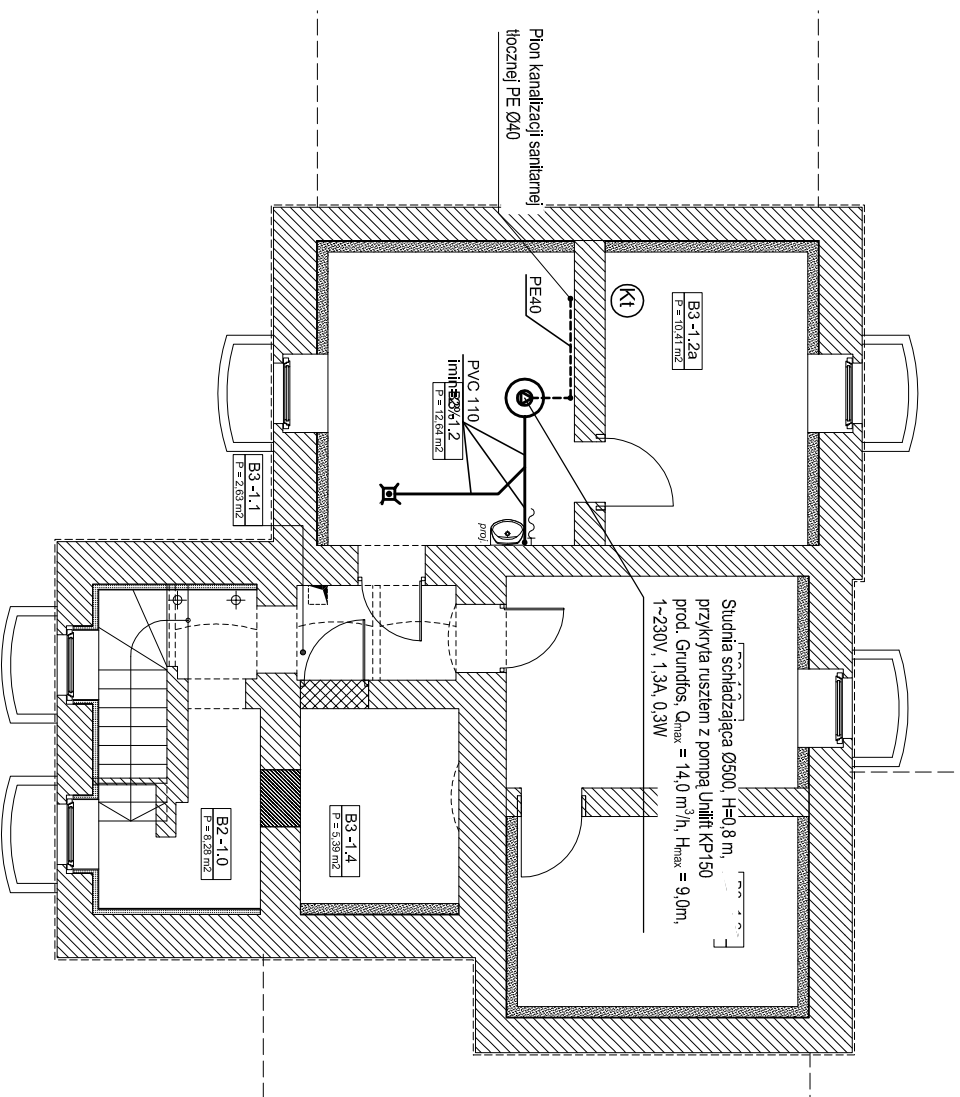 Pion kanalizacji sanitarnej
tłocznej PE Ø40
PE40
Kt
B3 -1.2a
P = 10,41 m2
PVC 110
P = 12,64 m2
B3 -1.1
P = 2,63 m2
proj.
Studnia schładzająca Ø500, H=0,8 m,
przykryta rusztem z pompą Unilift KP150
prod. Grundfos, Qmax = 14,0 m³/h, Hmax = 9,0m,
1~230V, 1,3A, 0,3W
B3 -1.4
P = 5,39 m2
B2 -1.0
P = 8,28 m2